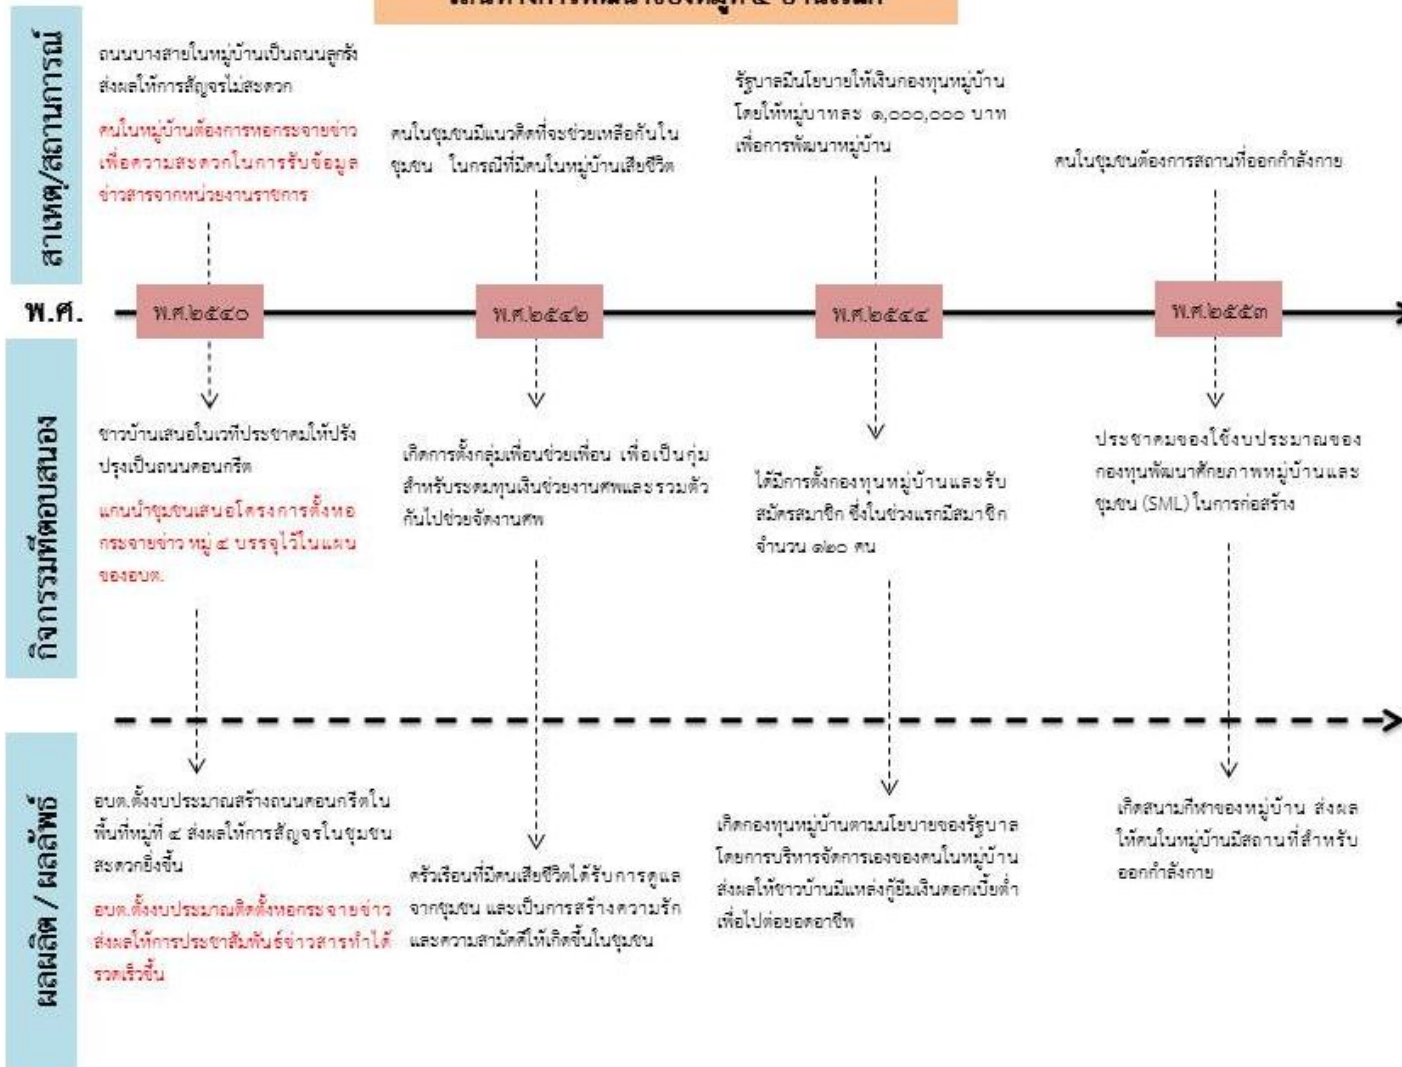 สาเหตุ/สถานการณ์
ถนนบางสายในหมู่บ้านเป็นถนนลูกรัง
ส่งผลให้การสัญจรไม่สะดวก
คนในหมู่บ้านต้องการหอกระจายข่าว
เพื่อความสะดวกในการรับข้อมูล
ข่าวสารจากหน่วยงานราชการ
คนในชุมชนมีแนวคิดที่จะช่วยเหลือกันใน
ชุมชน ในกรณีที่มีคนในหมู่บ้านเสียชีวิต
รัฐบาลมีนโยบายให้เงินกองทุนหมู่บ้าน
โดยให้หมู่บาทละ ๑,๐๐๐,๐๐๐ บาท
เพื่อการพัฒนาหมู่บ้าน
คนในชุมชนต้องการสถานที่ออกกำลังกาย
พ.ศ.
พ.ศ.๒๕๔๐
พ.ศ.๒๕๔๒
พ.ศ.๒๕๔๔
พ.ศ.๒๕๕๓
กิจกรรมที่ตอบสนอง
ชาวบ้านเสนอในเวทีประชาคมให้ปรัง
ปรุงเป็นถนนคอนกรีต
แกนนำชุมชนเสนอโครงการตั้งหอ
กระจายข่าว หมู่ ๔ บรรจุไว้ในแผน
ของอบต.
เกิดการตั้งกลุ่มเพื่อนช่วยเพื่อน เพื่อเป็นกุ่ม
สำหรับระดมทุนเงินช่วยงานศพและรวมตัว
กันไปช่วยจัดงานศพ
ได้มีการตั้งกองทุนหมู่บ้านและรับ
สมัครสมาชิก ซึ่งในช่วงแรกมีสมาชิก
จำนวน ๑๒๐ คน
ประชาคมของใช้งบประมาณของ
กองทุนพัฒนาศักยภาพหมู่บ้านและ
ชุมชน (SML) ในการก่อสร้าง
ผลผลิต / ผลลัพธ์
อบต.ตั้งงบประมาณสร้างถนนคอนกรีตใน
พื้นที่หมู่ที่ ๔ ส่งผลให้การสัญจรในชุมชน
สะดวกยิ่งขึ้น
อบต.ตั้งงบประมาณติดตั้งหอกระจายข่าว
ส่งผลให้การประชาสัมพันธ์ข่าวสารทำได้
รวดเร็วขึ้น
ครัวเรือนที่มีคนเสียชีวิตได้รับการดูแล
จากชุมชน และเป็นการสร้างความรัก
และความสามัคคีให้เกิดขึ้นในชุมชน
เกิดกองทุนหมู่บ้านตามนโยบายของรัฐบาล
โดยการบริหารจัดการเองของคนในหมู่บ้าน
ส่งผลให้ชาวบ้านมีแหล่งกู้ยืมเงินดอกเบี้ยต่ำ
เพื่อไปต่อยอดอาชีพ
เกิดสนามกีฬาของหมู่บ้าน ส่งผล
ให้คนในหมู่บ้านมีสถานที่สำหรับ
ออกกำลังกาย